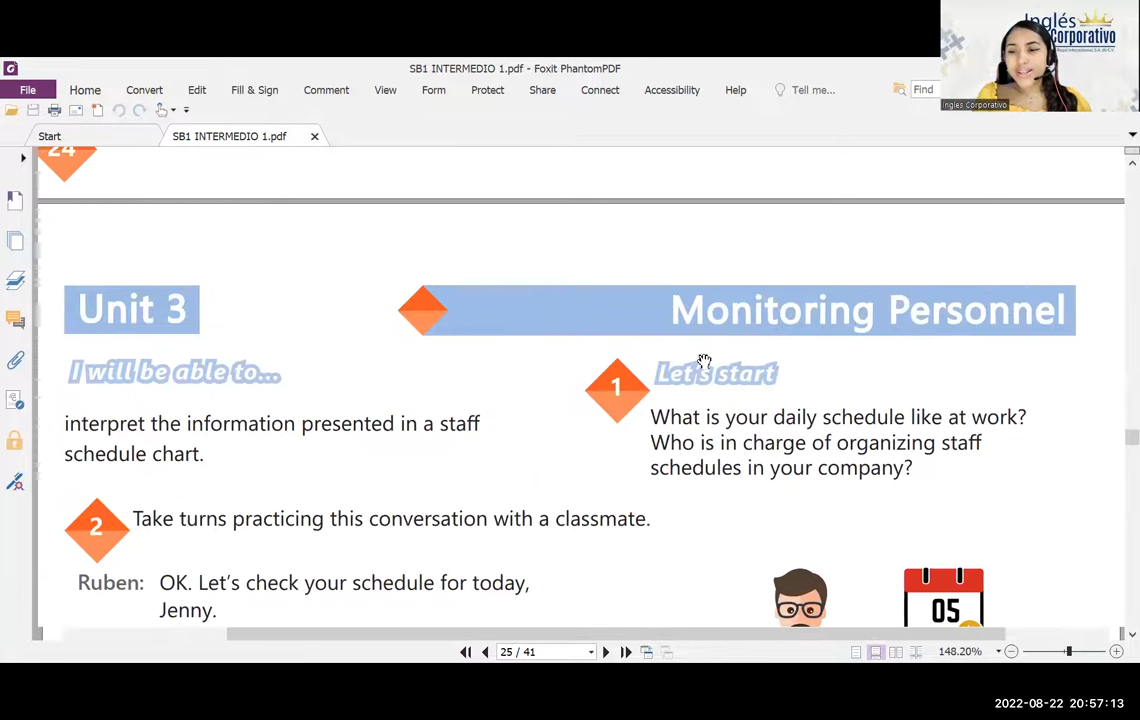 Inglés
Corporativo
Inglés Corporativo
SB1 INTERMEDIO 1.pdf - Foxit PhantomPDF
File Home Convert Edit Fill & Sign Comment View Form Protect Share Connect Accessibility Help Tell me... Find
Start SB1 INTERMEDIO 1.pdf
24
Unit 3 Monitoring Personnel
I will be able to...
interpret the information presented in a staff
schedule chart.
1 Let's start
What is your daily schedule like at work?
Who is in charge of organizing staff
schedules in your company?
2 Take turns practicing this conversation with a classmate.
Ruben: OK. Let's check your schedule for today,
Jenny.
05
25 / 41 148.20%
2022-08-22 20:57:13